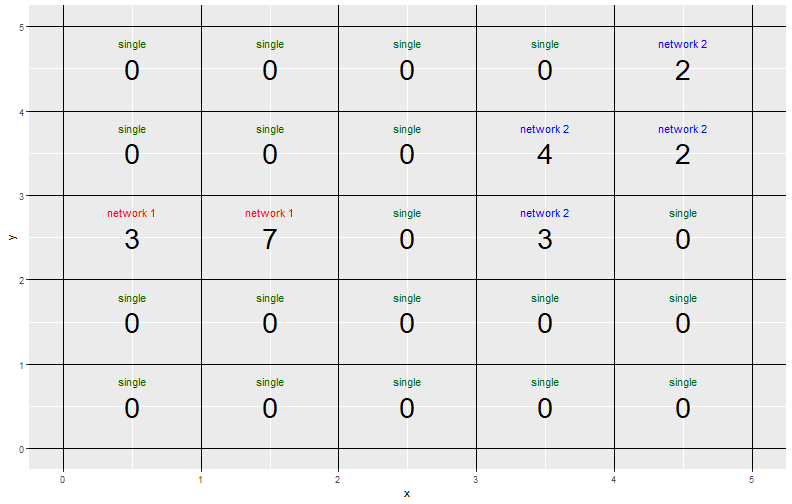 5
single single single single network 2
0 0 0 0 2
4
single single single network 2 network 2
0 0 0 4 2
3
network 1 network 1 single network 2 single
3 7 0 3 0
y
2
single single single single single
0 0 0 0 0
1
single single single single single
0 0 0 0 0
0
0 1 2 3 4 5
x